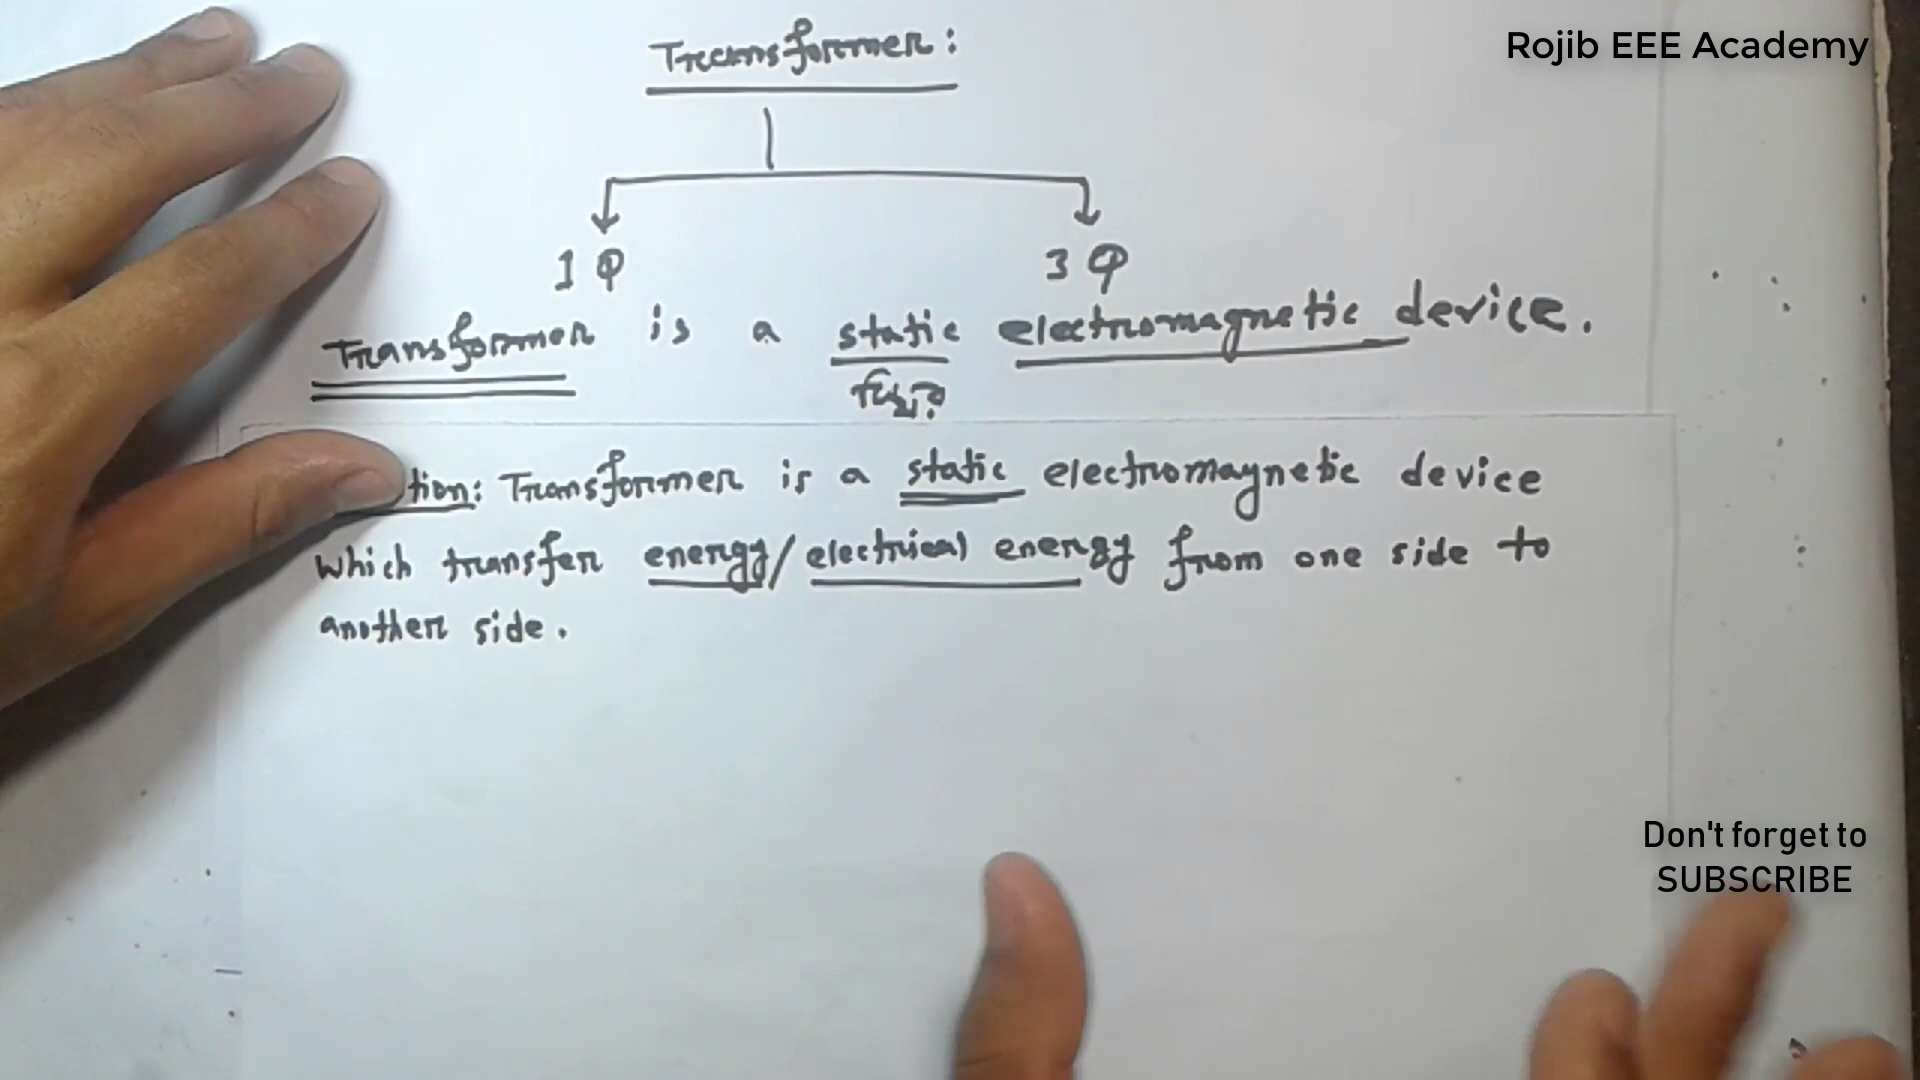 Transformer:
Rojib EEE Academy
1 φ
3 φ
Transformer is a static electromagnetic device.
স্থির
tion: Transformer is a static electromagnetic device
which transfer energy/electrical energy from one side to
another side.
Don't forget to
SUBSCRIBE